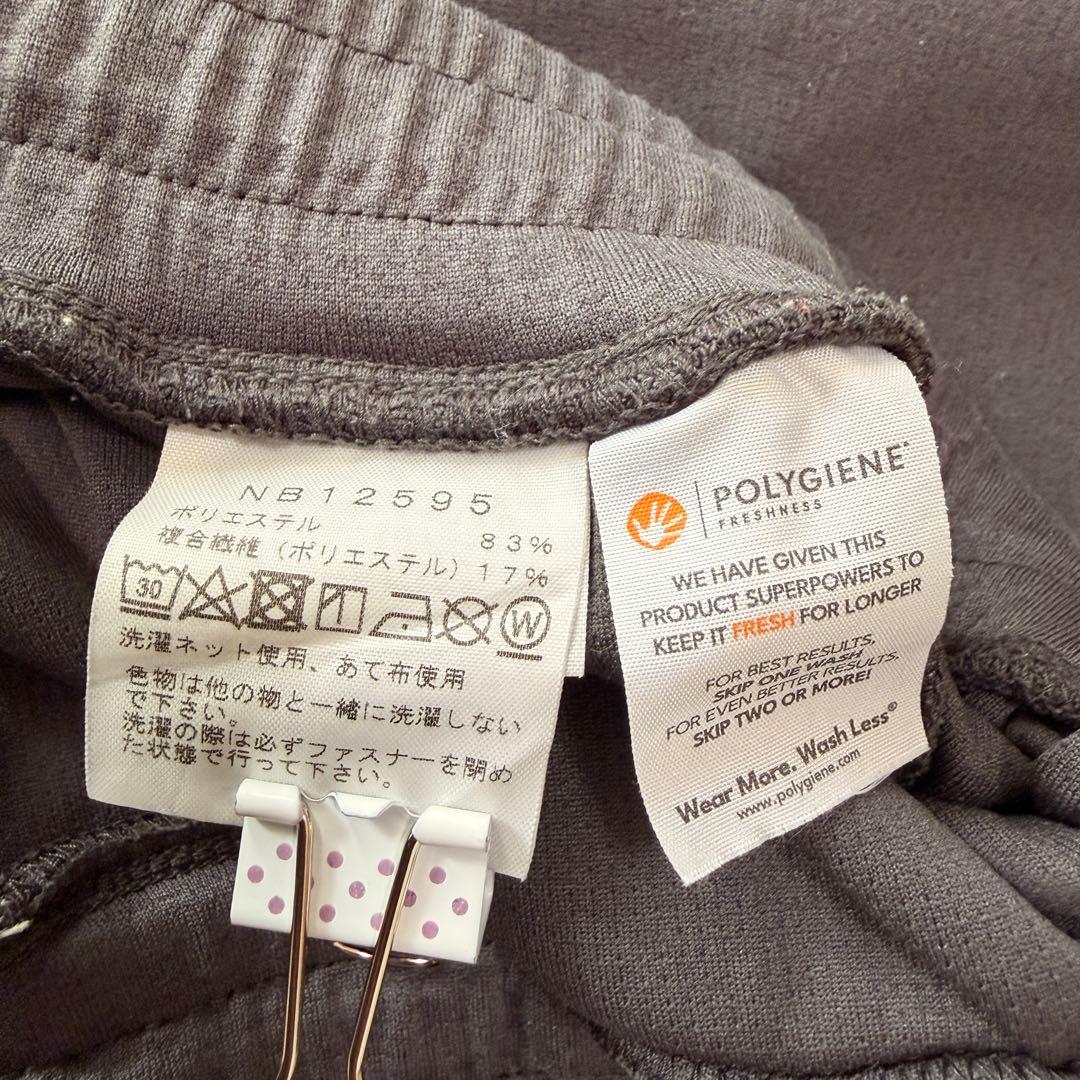 NB12595
ポリエステル 83%
複合繊維(ポリエステル)17%
30 W
洗濯ネット使用、あて布使用
色物は他の物と一緒に洗濯しない
で下さい。
洗濯の際は必ずファスナーを閉め
た状態で行って下さい。
POLYGIENE®
FRESHNESS
WE HAVE GIVEN THIS
PRODUCT SUPERPOWERS TO
KEEP IT FRESH FOR LONGER
FOR BEST RESULTS,
SKIP ONE WASH
FOR EVEN BETTER RESULTS,
SKIP TWO OR MORE!
Wear More. Wash Less®
www.polygiene.com